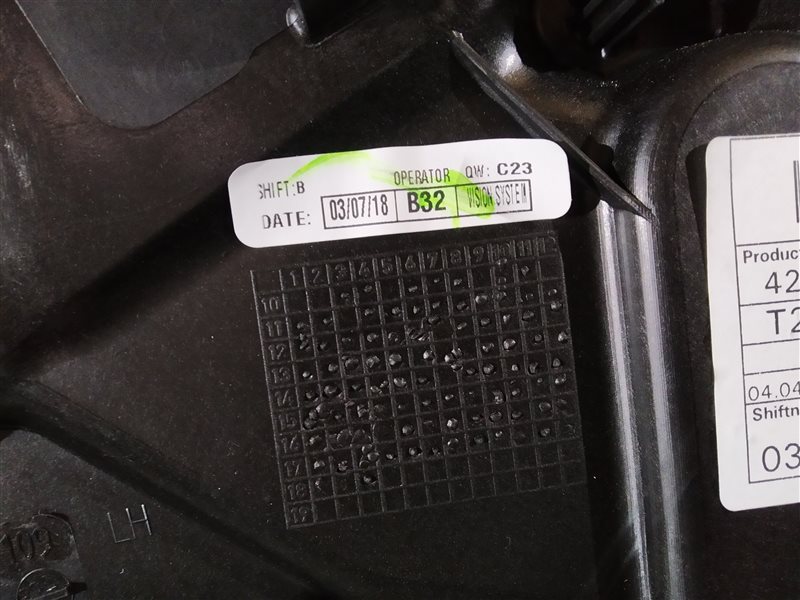 SHIFT: B OPERATOR QW: C23
DATE: 03/07/18 B32 VISION SYSTEM
1 2 3 4 5 6 7 8 9 10 11 12
10
11
12
13
14
15
16
17
18
19
LH
109
Product
42
T2
04.04
Shiftn
03